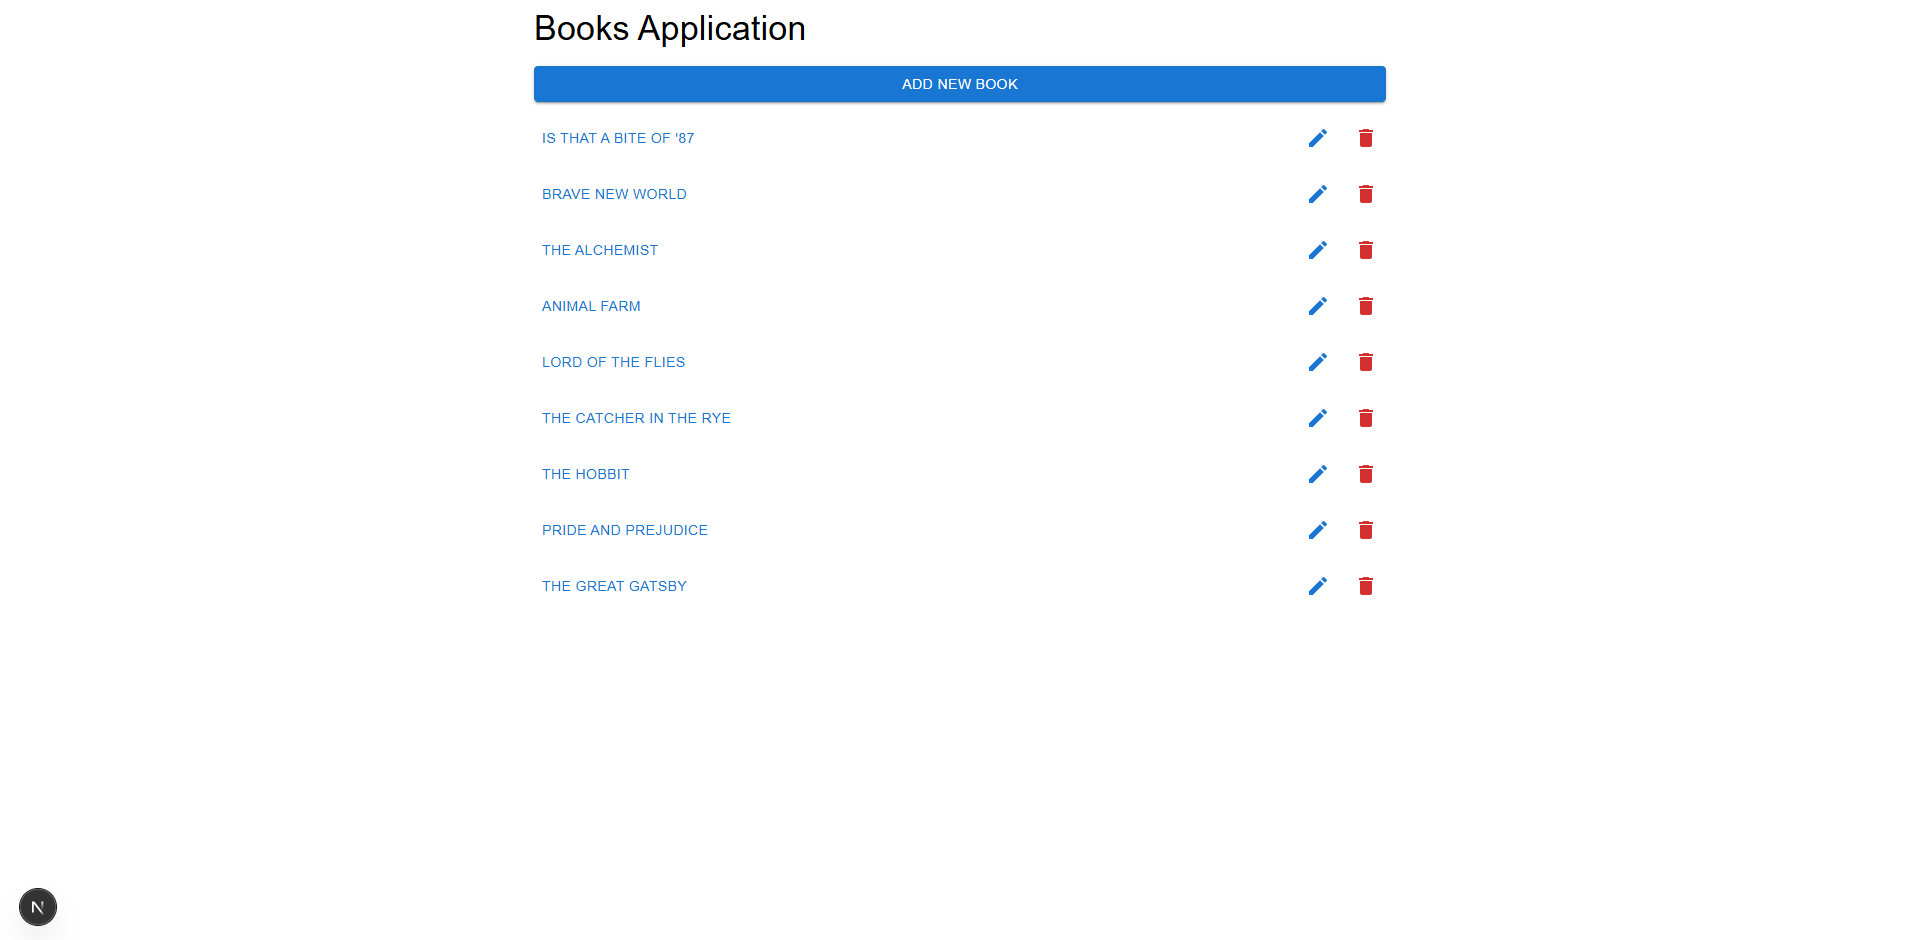 Books Application
ADD NEW BOOK
IS THAT A BITE OF '87
BRAVE NEW WORLD
THE ALCHEMIST
ANIMAL FARM
LORD OF THE FLIES
THE CATCHER IN THE RYE
THE HOBBIT
PRIDE AND PREJUDICE
THE GREAT GATSBY
N